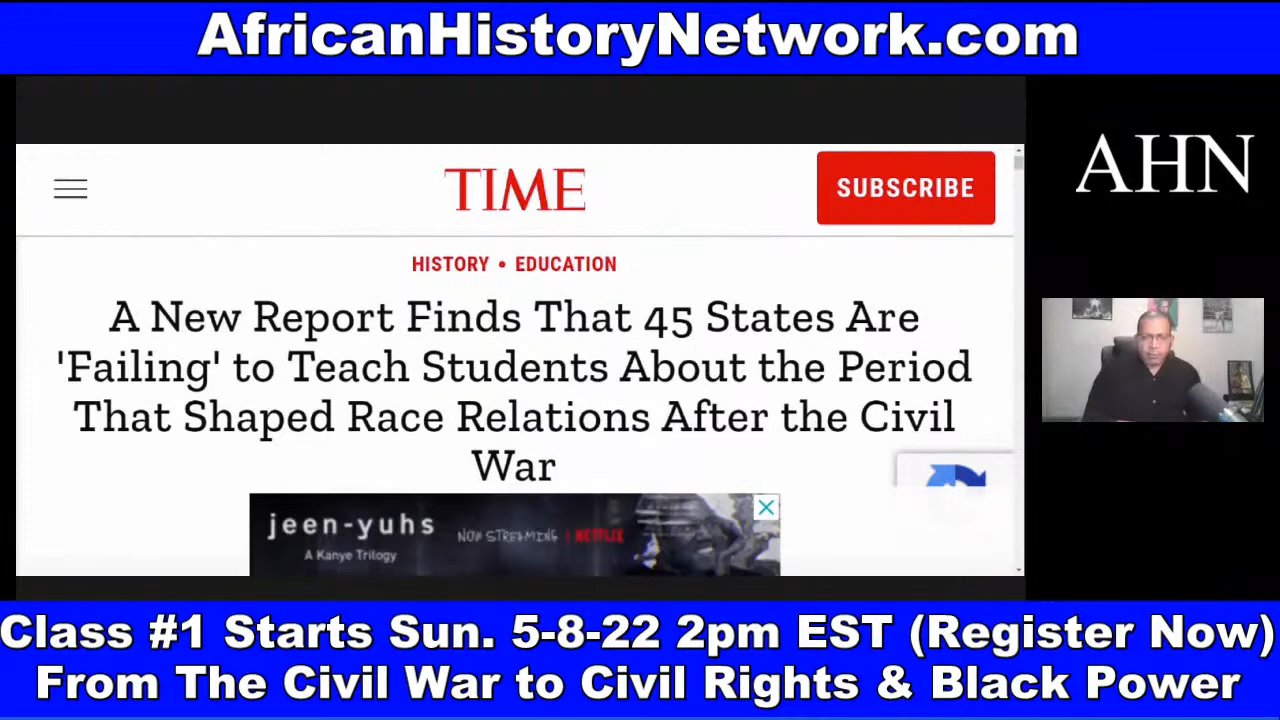 AfricanHistoryNetwork.com
AHN
TIME
SUBSCRIBE
HISTORY • EDUCATION
A New Report Finds That 45 States Are
'Failing' to Teach Students About the Period
That Shaped Race Relations After the Civil
War
jeen-yuhs
A Kanye Trilogy
NOW STREAMING | NETFLIX
Class #1 Starts Sun. 5-8-22 2pm EST (Register Now)
From The Civil War to Civil Rights & Black Power